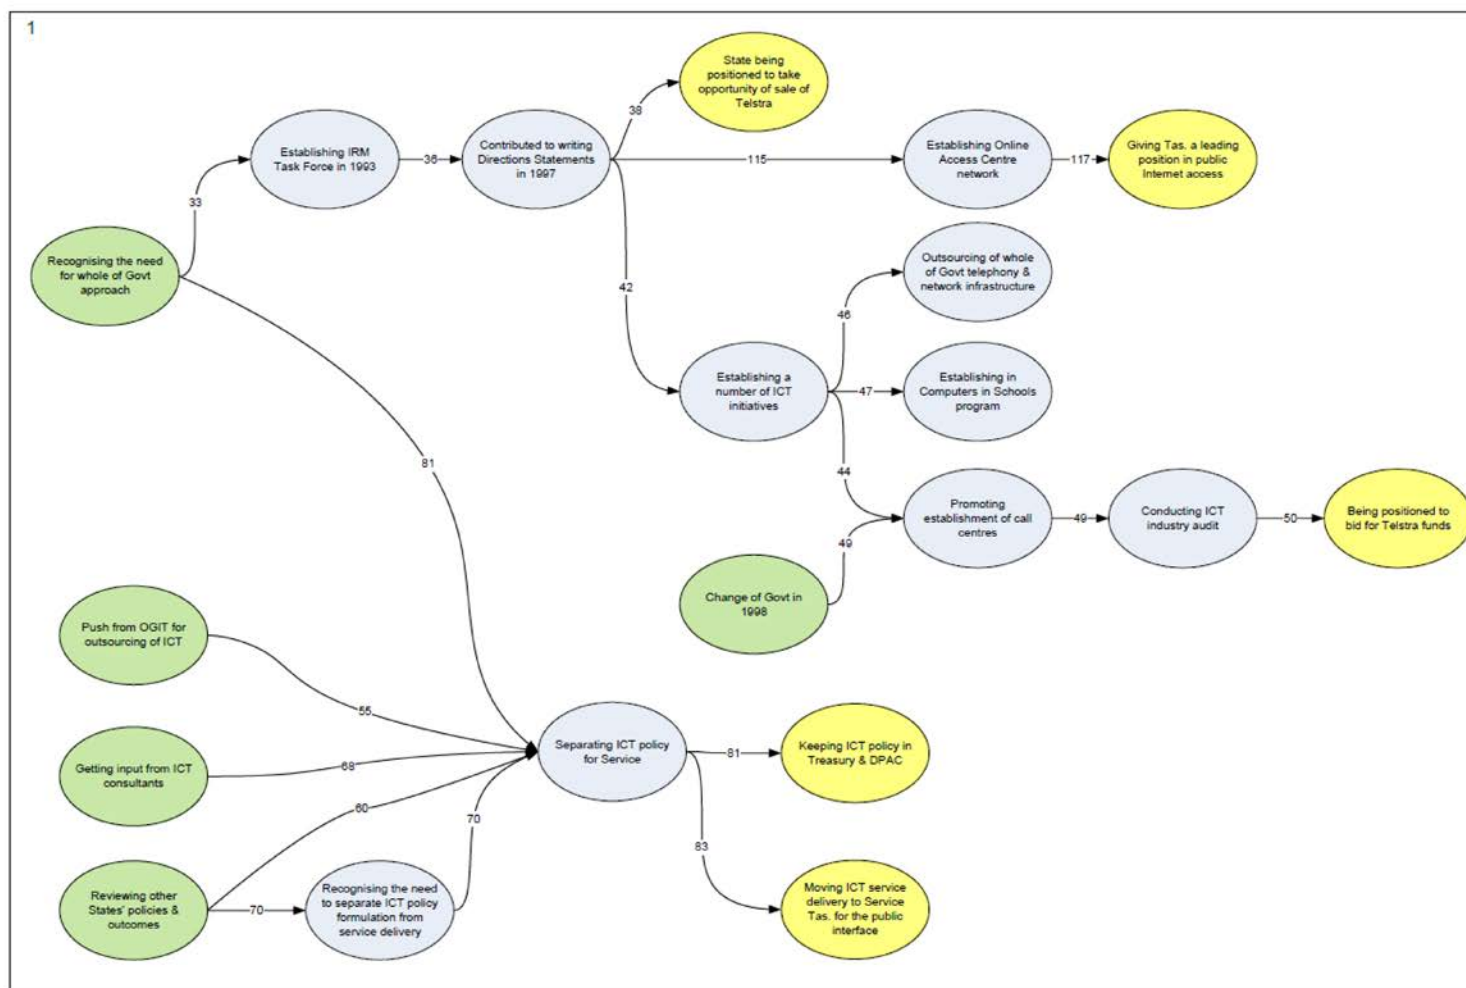 1
State being
positioned to take
opportunity of sale of
Telstra
38
Establishing IRM
Task Force in 1993
36
Contributed to writing
Directions Statements
in 1997
115
Establishing Online
Access Centre
network
117
Giving Tas. a leading
position in public
Internet access
33
Recognising the need
for whole of Govt
approach
42
Outsourcing of whole
of Govt telephony &
network infrastructure
46
Establishing a
number of ICT
initiatives
47
Establishing in
Computers in Schools
program
81
44
Promoting
establishment of call
centres
49
Conducting ICT
industry audit
50
Being positioned to
bid for Telstra funds
49
Change of Govt in
1998
Push from OGIT for
outsourcing of ICT
55
Separating ICT policy
for Service
81
Keeping ICT policy in
Treasury & DPAC
Getting input from ICT
consultants
68
60
70
83
Reviewing other
States' policies &
outcomes
70
Recognising the need
to separate ICT policy
formulation from
service delivery
Moving ICT service
delivery to Service
Tas. for the public
interface